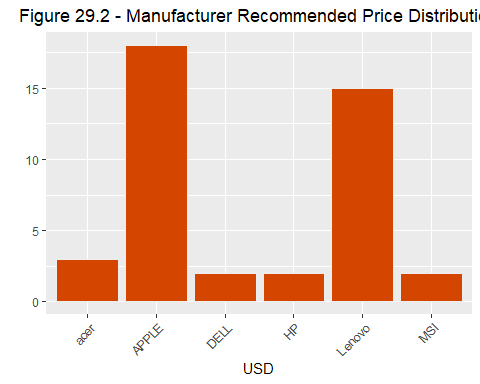 Figure 29.2 - Manufacturer Recommended Price Distributi
15
10
5
0
acer
APPLE
DELL
HP
Lenovo
MSI
USD